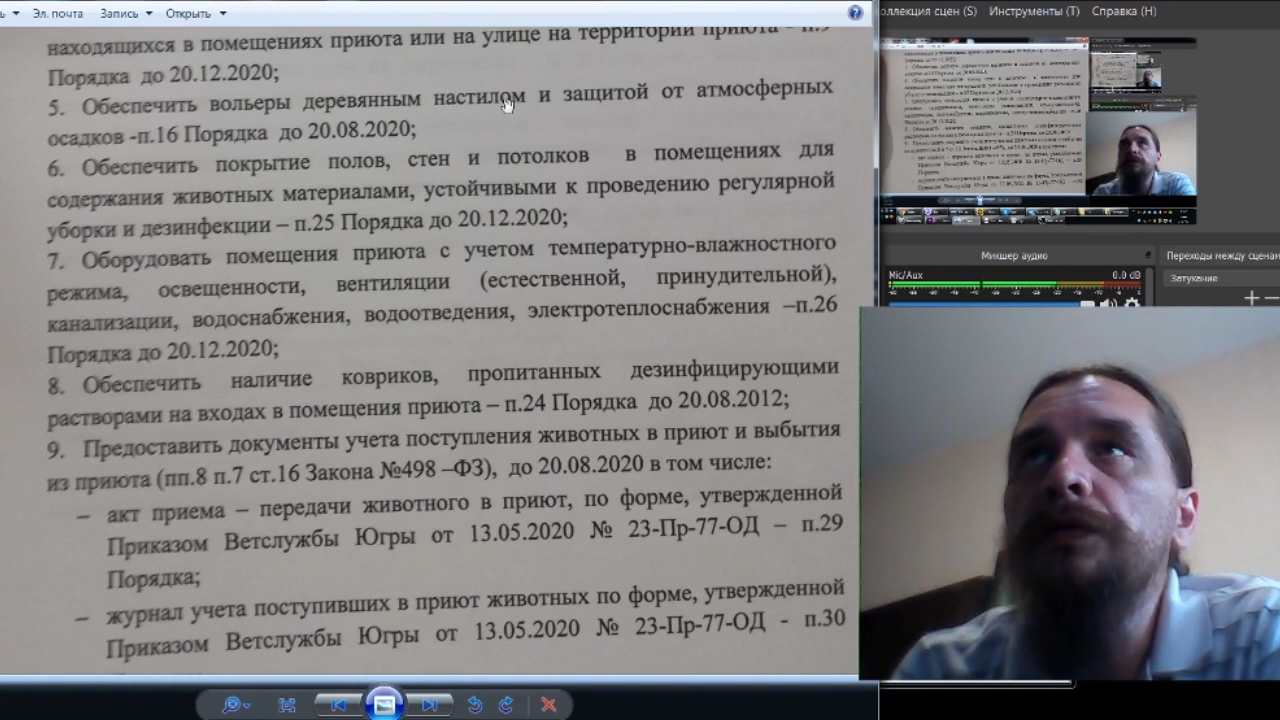 Эл. почта Запись Открыть
находящихся в помещениях приюта или на улице на территории приюта - п.9
Порядка до 20.12.2020;
5. Обеспечить вольеры деревянным настилом и защитой от атмосферных
осадков -п.16 Порядка до 20.08.2020;
6. Обеспечить покрытие полов, стен и потолков в помещениях для
содержания животных материалами, устойчивыми к проведению регулярной
уборки и дезинфекции – п.25 Порядка до 20.12.2020;
7. Оборудовать помещения приюта с учетом температурно-влажностного
режима, освещенности, вентиляции (естественной, принудительной),
канализации, водоснабжения, водоотведения, электротеплоснабжения –п.26
Порядка до 20.12.2020;
8. Обеспечить наличие ковриков, пропитанных дезинфицирующими
растворами на входах в помещения приюта – п.24 Порядка до 20.08.2012;
9. Предоставить документы учета поступления животных в приют и выбытия
из приюта (пп.8 п.7 ст.16 Закона №498 –ФЗ), до 20.08.2020 в том числе:
– акт приема – передачи животного в приют, по форме, утвержденной
Приказом Ветслужбы Югры от 13.05.2020 № 23-Пр-77-ОД – п.29
Порядка;
– журнал учета поступивших в приют животных по форме, утвержденной
Приказом Ветслужбы Югры от 13.05.2020 № 23-Пр-77-ОД - п.30
оллекция сцен (S) Инструменты (T) Справка (H)
Микшер аудио
Переходы между сценам
Mic/Aux 0.0 dB
Затухание